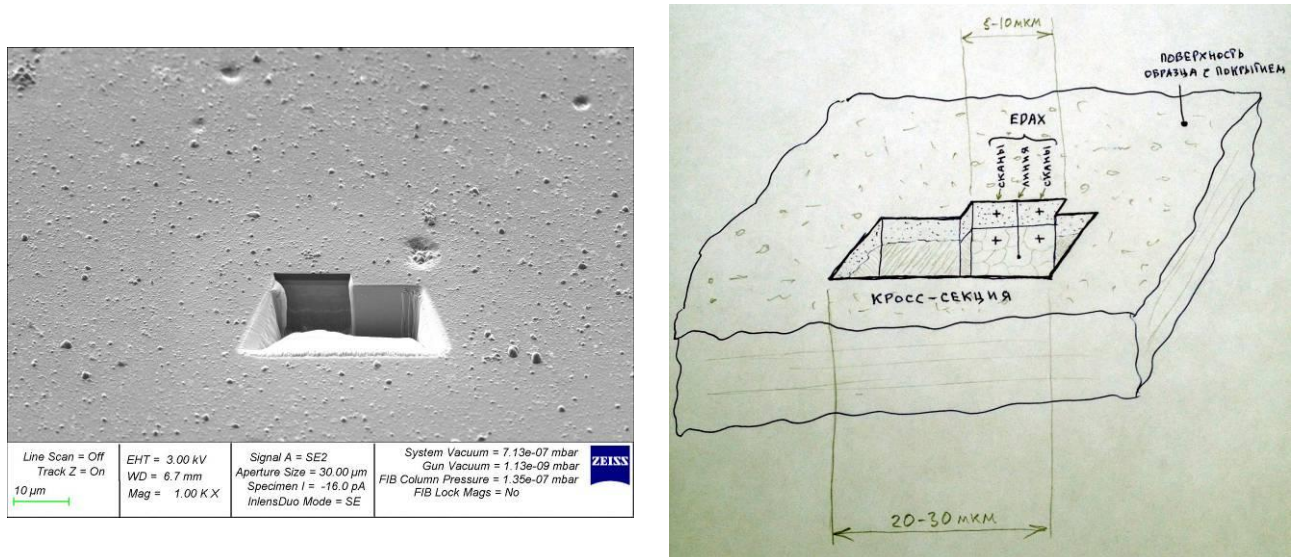 Line Scan = Off
Track Z = On
10 µm
EHT = 3.00 kV
WD = 6.7 mm
Mag = 1.00 K X
Signal A = SE2
Aperture Size = 30.00 µm
Specimen I = -16.0 pA
InlensDuo Mode = SE
System Vacuum = 7.13e-07 mbar
Gun Vacuum = 1.13e-09 mbar
FIB Column Pressure = 1.35e-07 mbar
FIB Lock Mags = No
ZEISS
5-10 МКМ
ПОВЕРХНОСТЬ
ОБРАЗЦА С ПОКРЫТИЕМ
EDAX
СКАНЫ
ЛИНИЯ
СКАНЫ
КРОСС-СЕКЦИЯ
20-30 МКМ